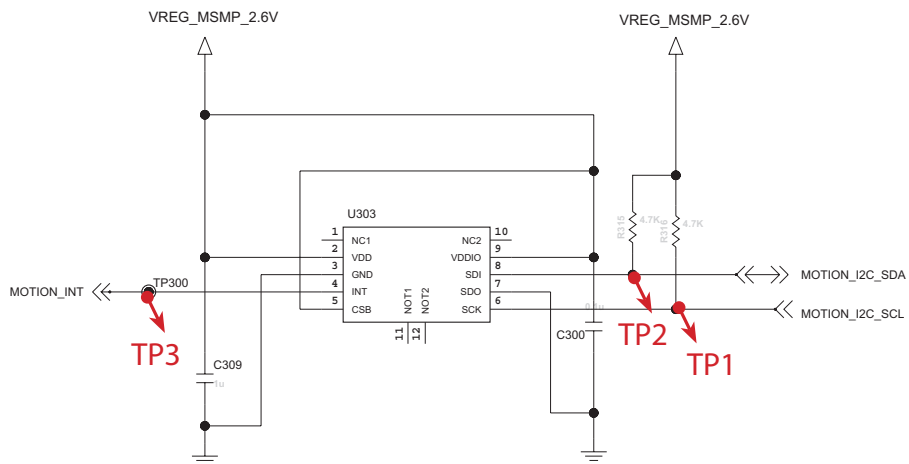 VREG_MSMP_2.6V
VREG_MSMP_2.6V
R315
4.7K
R316
4.7K
U303
1
NC1
NC2
10
2
VDD
VDDIO
9
3
GND
SDI
8
4
INT
SDO
7
5
CSB
SCK
6
NOT1
NOT2
11
12
MOTION_INT
TP300
TP3
MOTION_I2C_SDA
MOTION_I2C_SCL
TP2
TP1
C309
1u
0.1u
C300